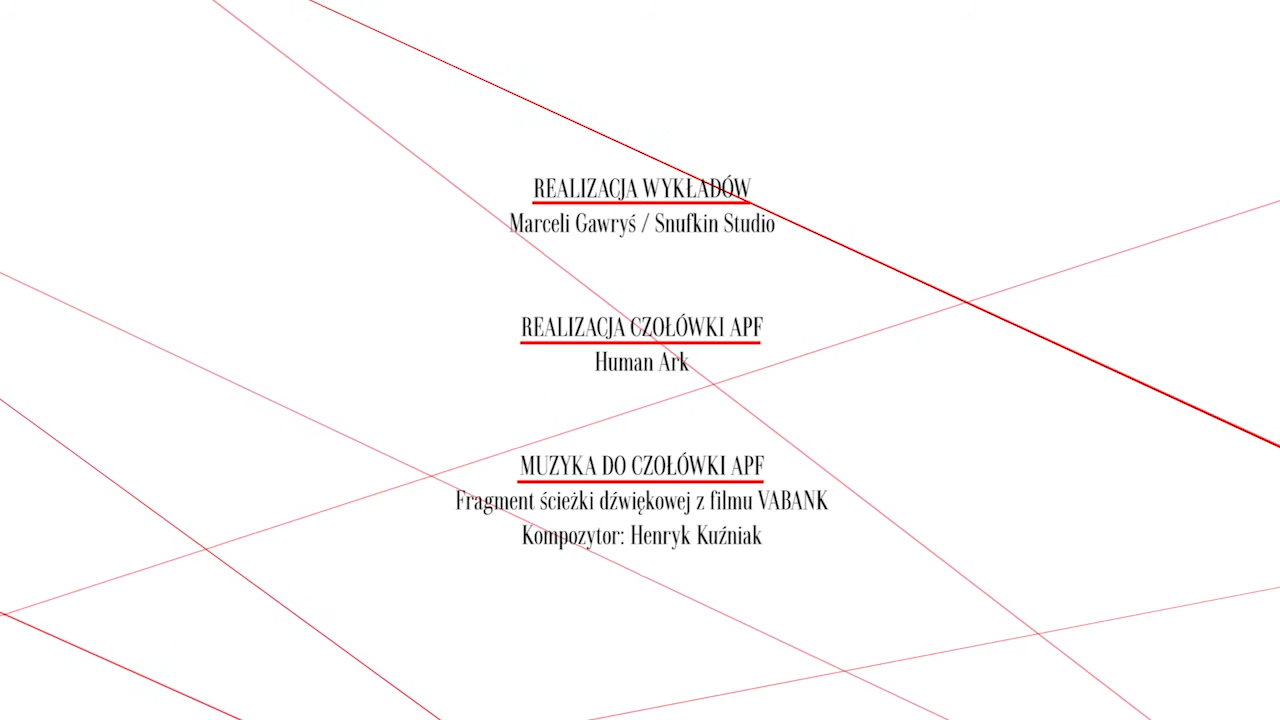 REALIZACJA WYKŁADÓW
Marceli Gawryś / Snufkin Studio
REALIZACJA CZOŁÓWKI APF
Human Ark
MUZYKA DO CZOŁÓWKI APF
Fragment ścieżki dźwiękowej z filmu VABANK
Kompozytor: Henryk Kuźniak